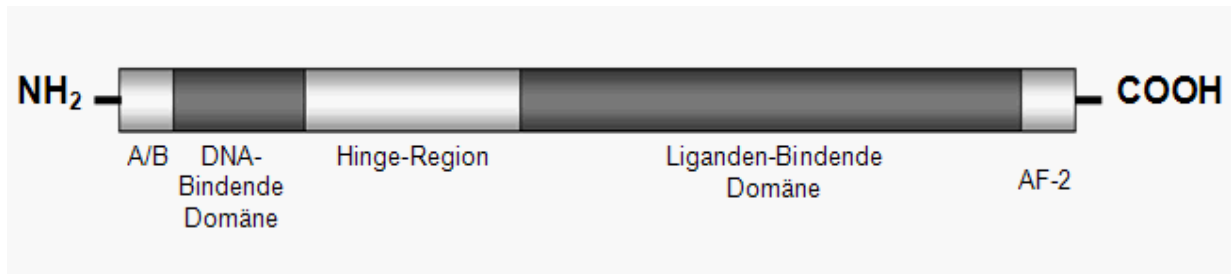 NH₂
COOH
A/B
DNA-
Bindende
Domäne
Hinge-Region
Liganden-Bindende
Domäne
AF-2